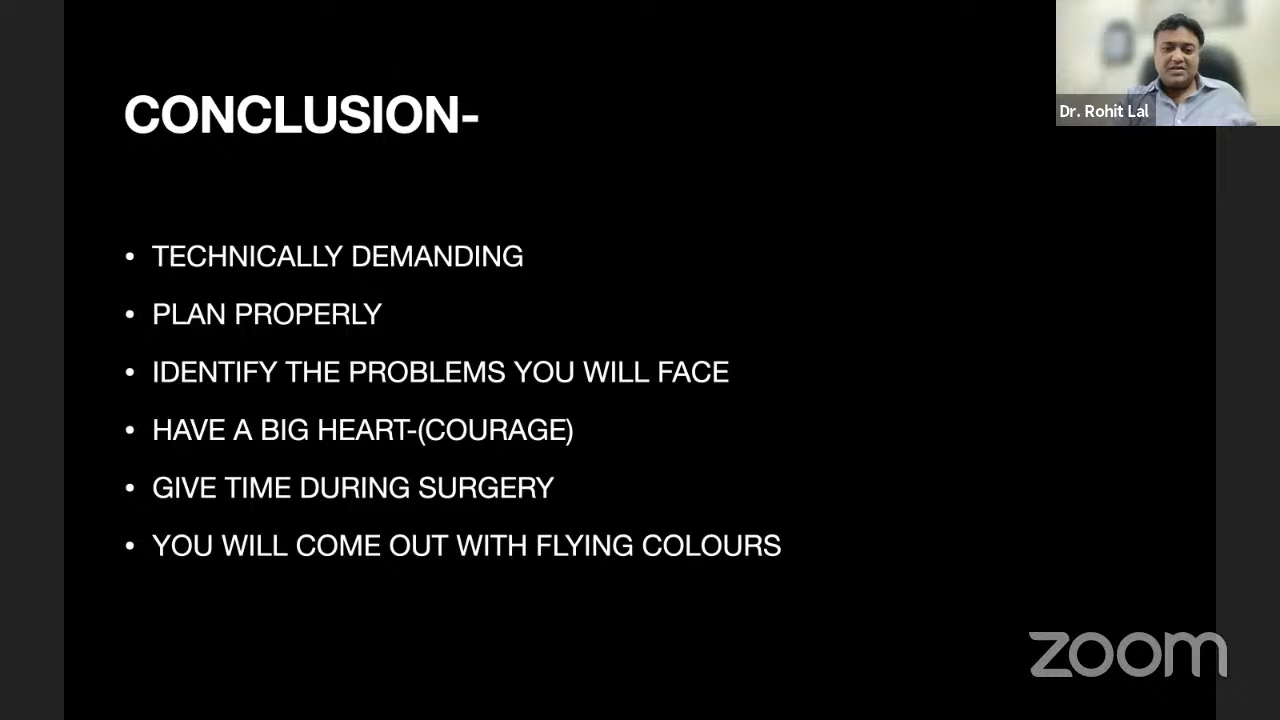 CONCLUSION-
Dr. Rohit Lal
• TECHNICALLY DEMANDING
• PLAN PROPERLY
• IDENTIFY THE PROBLEMS YOU WILL FACE
• HAVE A BIG HEART-(COURAGE)
• GIVE TIME DURING SURGERY
• YOU WILL COME OUT WITH FLYING COLOURS
zoom